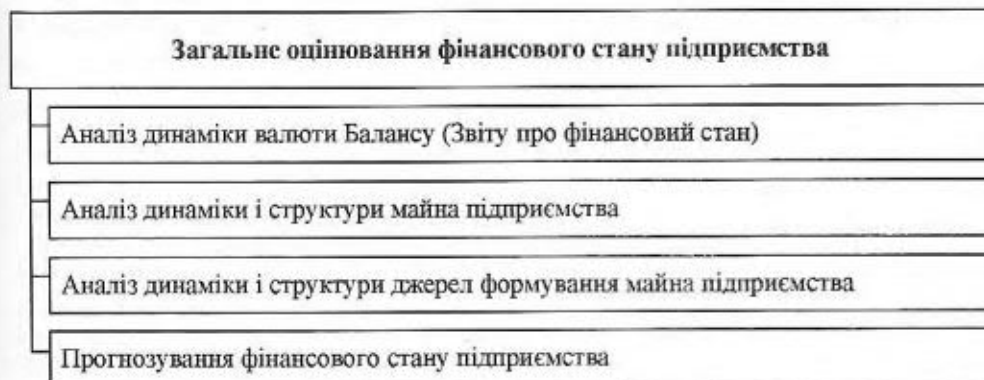 Загальне оцінювання фінансового стану підприємства
Аналіз динаміки валюти Балансу (Звіту про фінансовий стан)
Аналіз динаміки і структури майна підприємства
Аналіз динаміки і структури джерел формування майна підприємства
Прогнозування фінансового стану підприємства